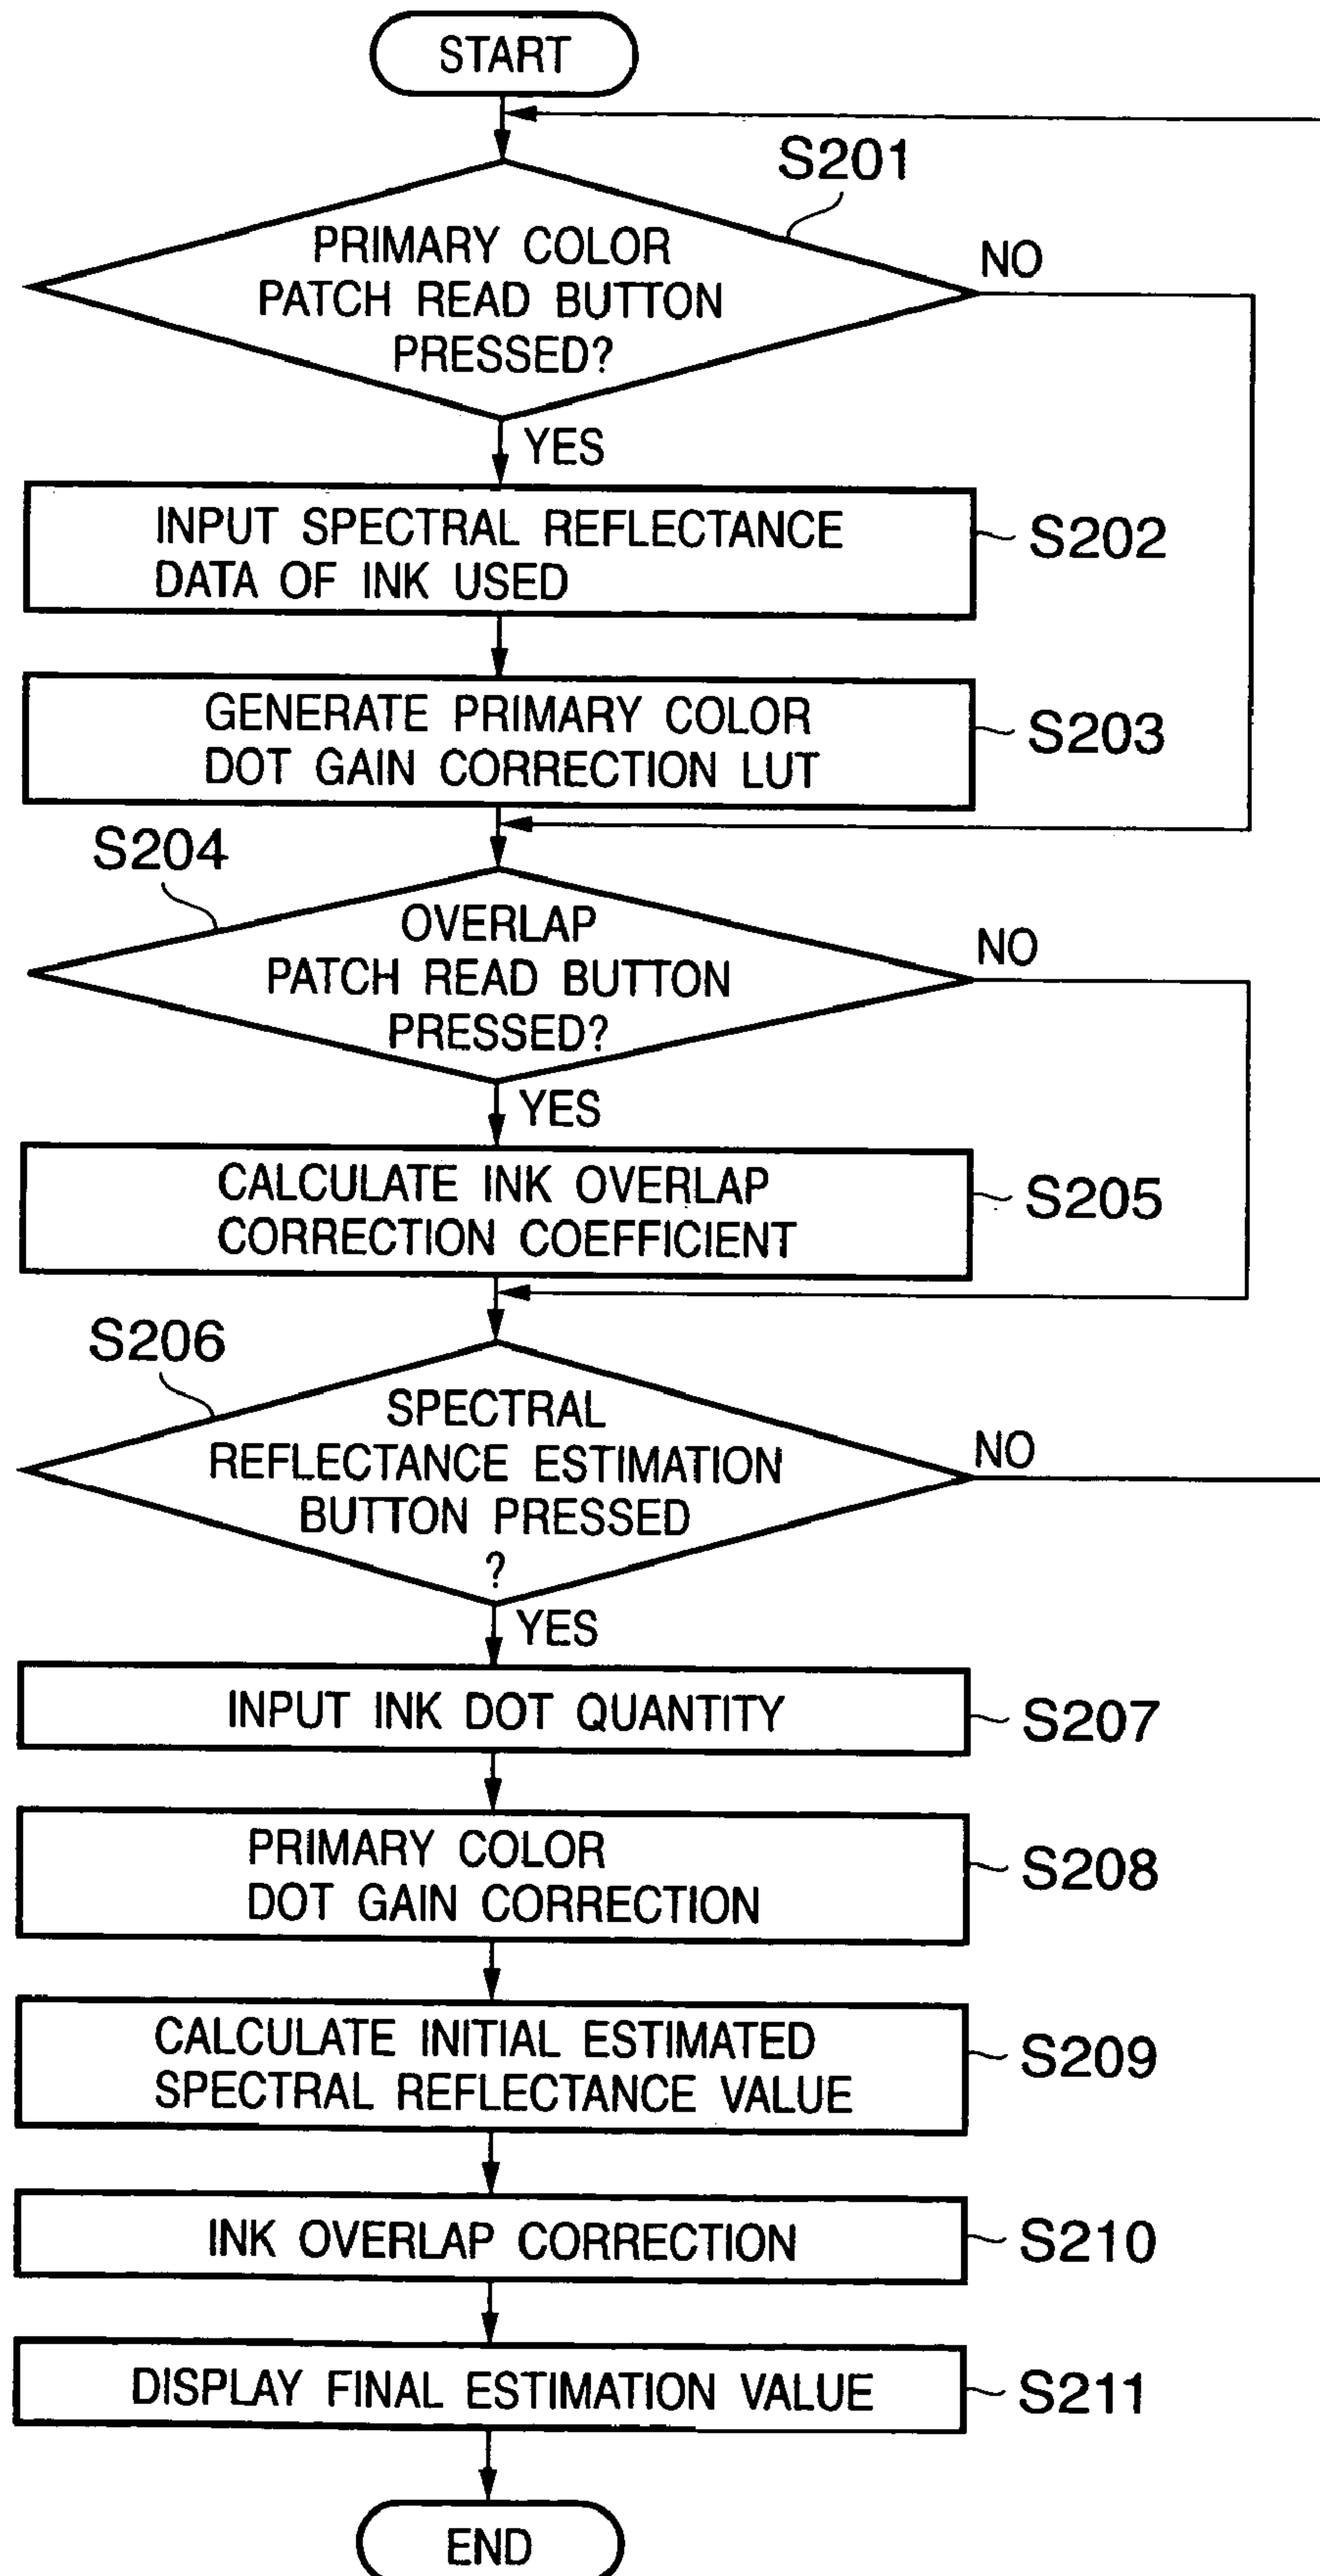 START
S201
PRIMARY COLOR
PATCH READ BUTTON
PRESSED?
NO
YES
INPUT SPECTRAL REFLECTANCE
DATA OF INK USED
S202
GENERATE PRIMARY COLOR
DOT GAIN CORRECTION LUT
S203
S204
OVERLAP
PATCH READ BUTTON
PRESSED?
NO
YES
CALCULATE INK OVERLAP
CORRECTION COEFFICIENT
S205
S206
SPECTRAL
REFLECTANCE ESTIMATION
BUTTON PRESSED
?
NO
YES
INPUT INK DOT QUANTITY
S207
PRIMARY COLOR
DOT GAIN CORRECTION
S208
CALCULATE INITIAL ESTIMATED
SPECTRAL REFLECTANCE VALUE
S209
INK OVERLAP CORRECTION
S210
DISPLAY FINAL ESTIMATION VALUE
S211
END